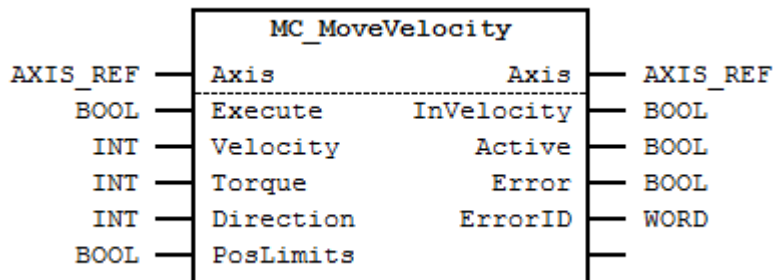 MC_MoveVelocity
AXIS_REF Axis Axis AXIS_REF
BOOL Execute InVelocity BOOL
INT Velocity Active BOOL
INT Torque Error BOOL
INT Direction ErrorID WORD
BOOL PosLimits